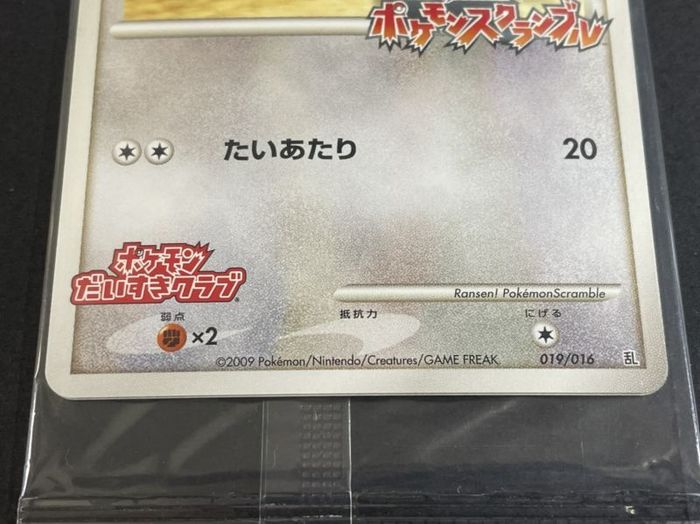 ポケモンスクランブル
たいあたり 20
ポケモン
だいすきクラブ
Ransen! PokémonScramble
弱点 抵抗力 にげる
×2
©2009 Pokémon/Nintendo/Creatures/GAME FREAK. 019/016 乱